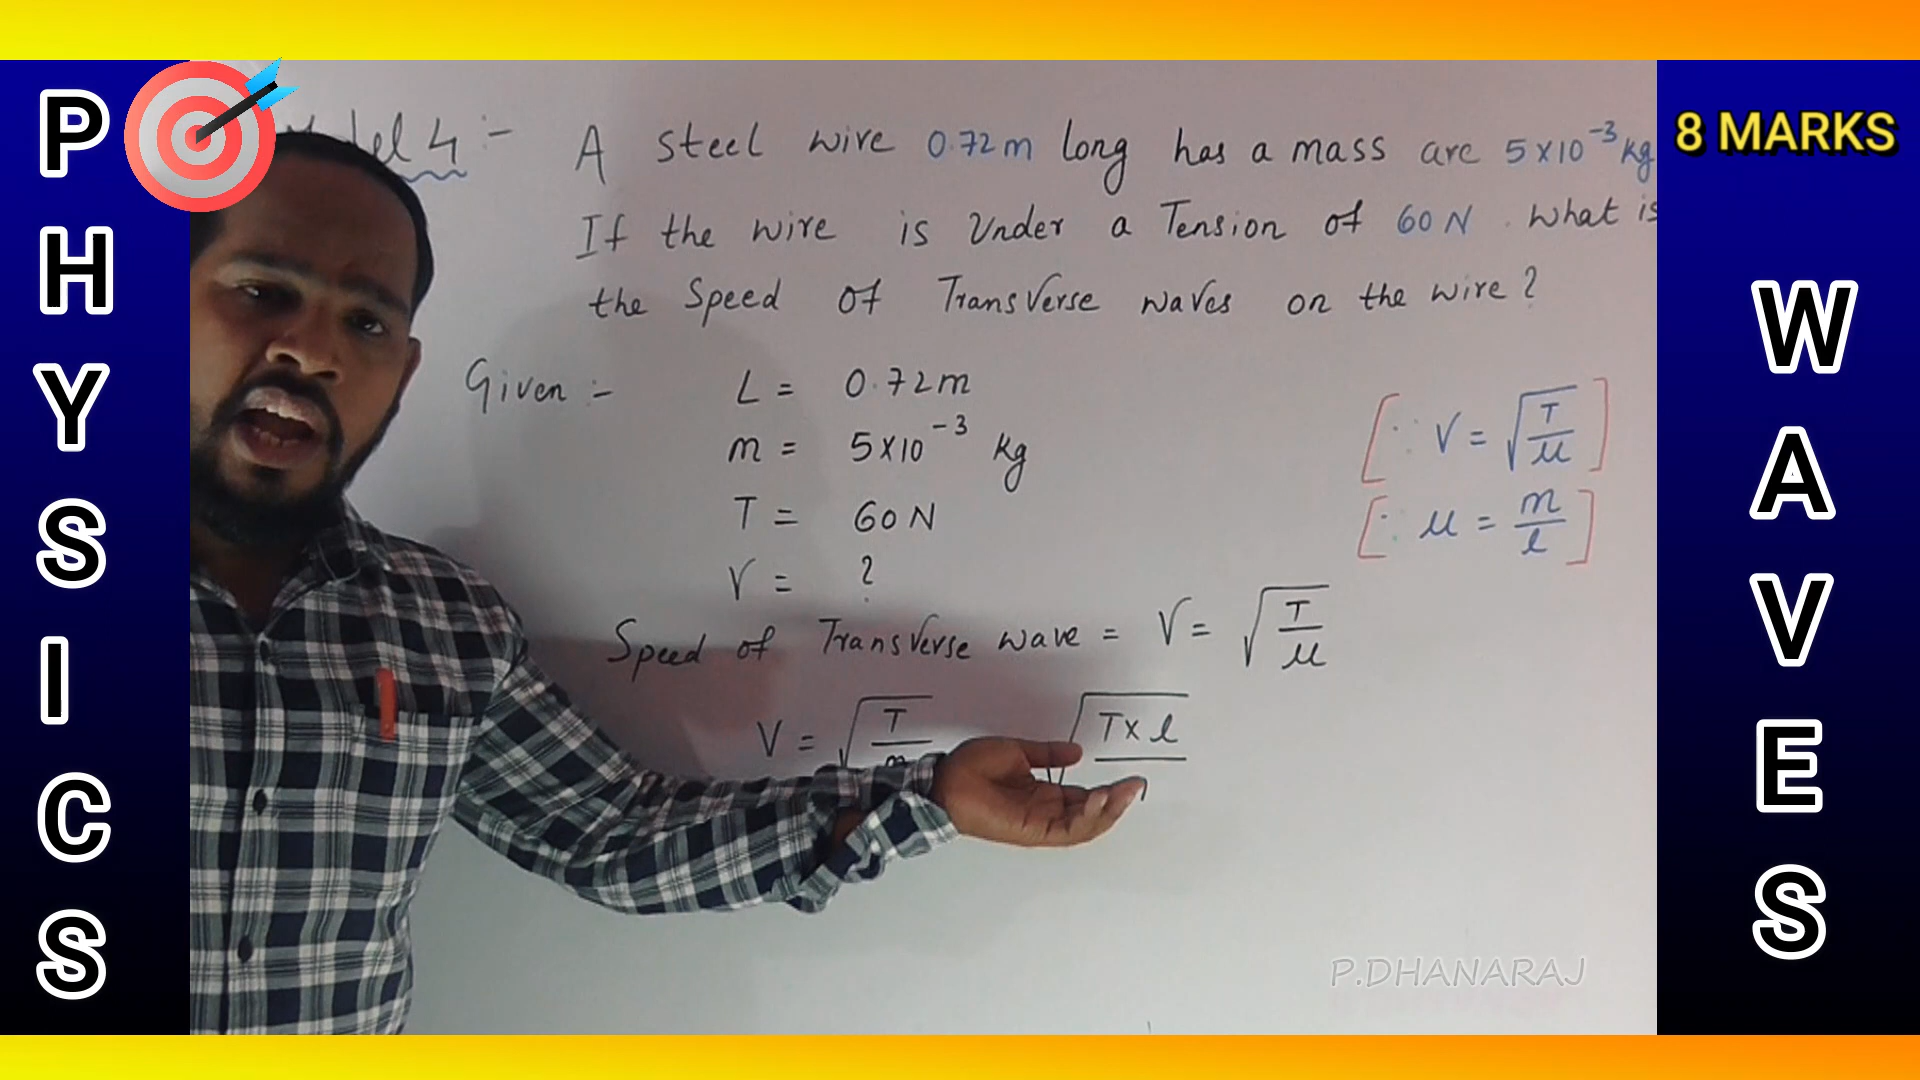 PHYSICS
8 MARKS
WAVES
4 :-
A steel wire 0.72m long has a mass are 5x10⁻³ kg
If the wire is Under a Tension of 60 N . What is
the Speed of Transverse waves on the wire ?
Given :-
L = 0.72m
m = 5x10⁻³ kg
T = 60 N
V = ?
[∵ V = √(T/μ)]
[∵ μ = m/l]
Speed of Transverse wave = V = √(T/μ)
V = √(T/m
√(T x l
P.DHANARAJ